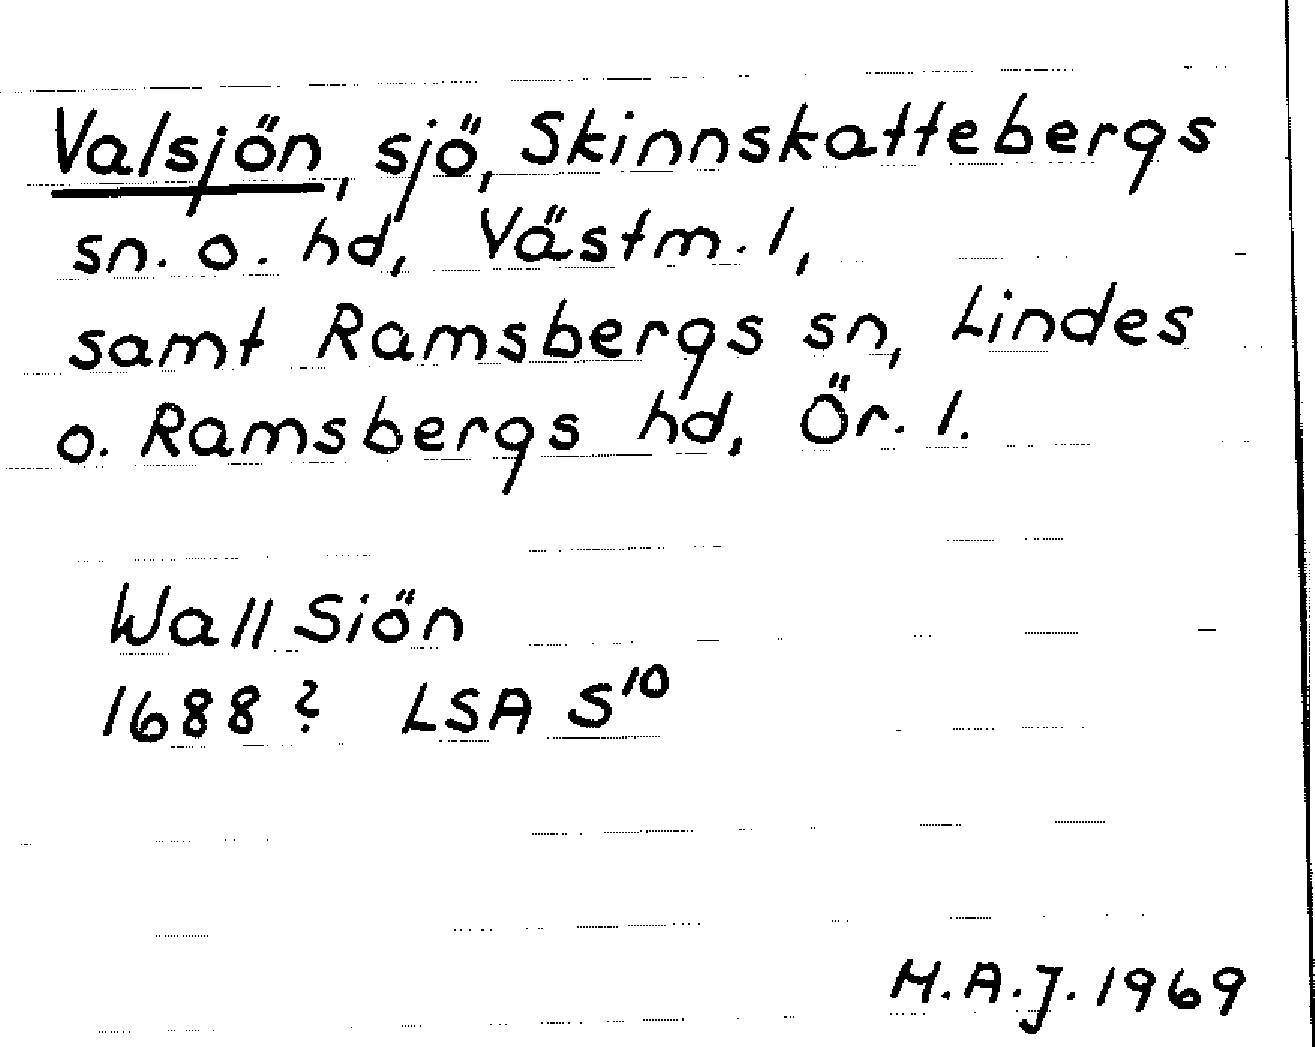 Valsjön, sjö, Skinnskattebergs
sn. o. hd, Västm. l,
samt Ramsbergs sn, Lindes
o. Ramsbergs hd, Ör. l.
Wall Siön
1688? LSA S¹⁰
M.A.J. 1969